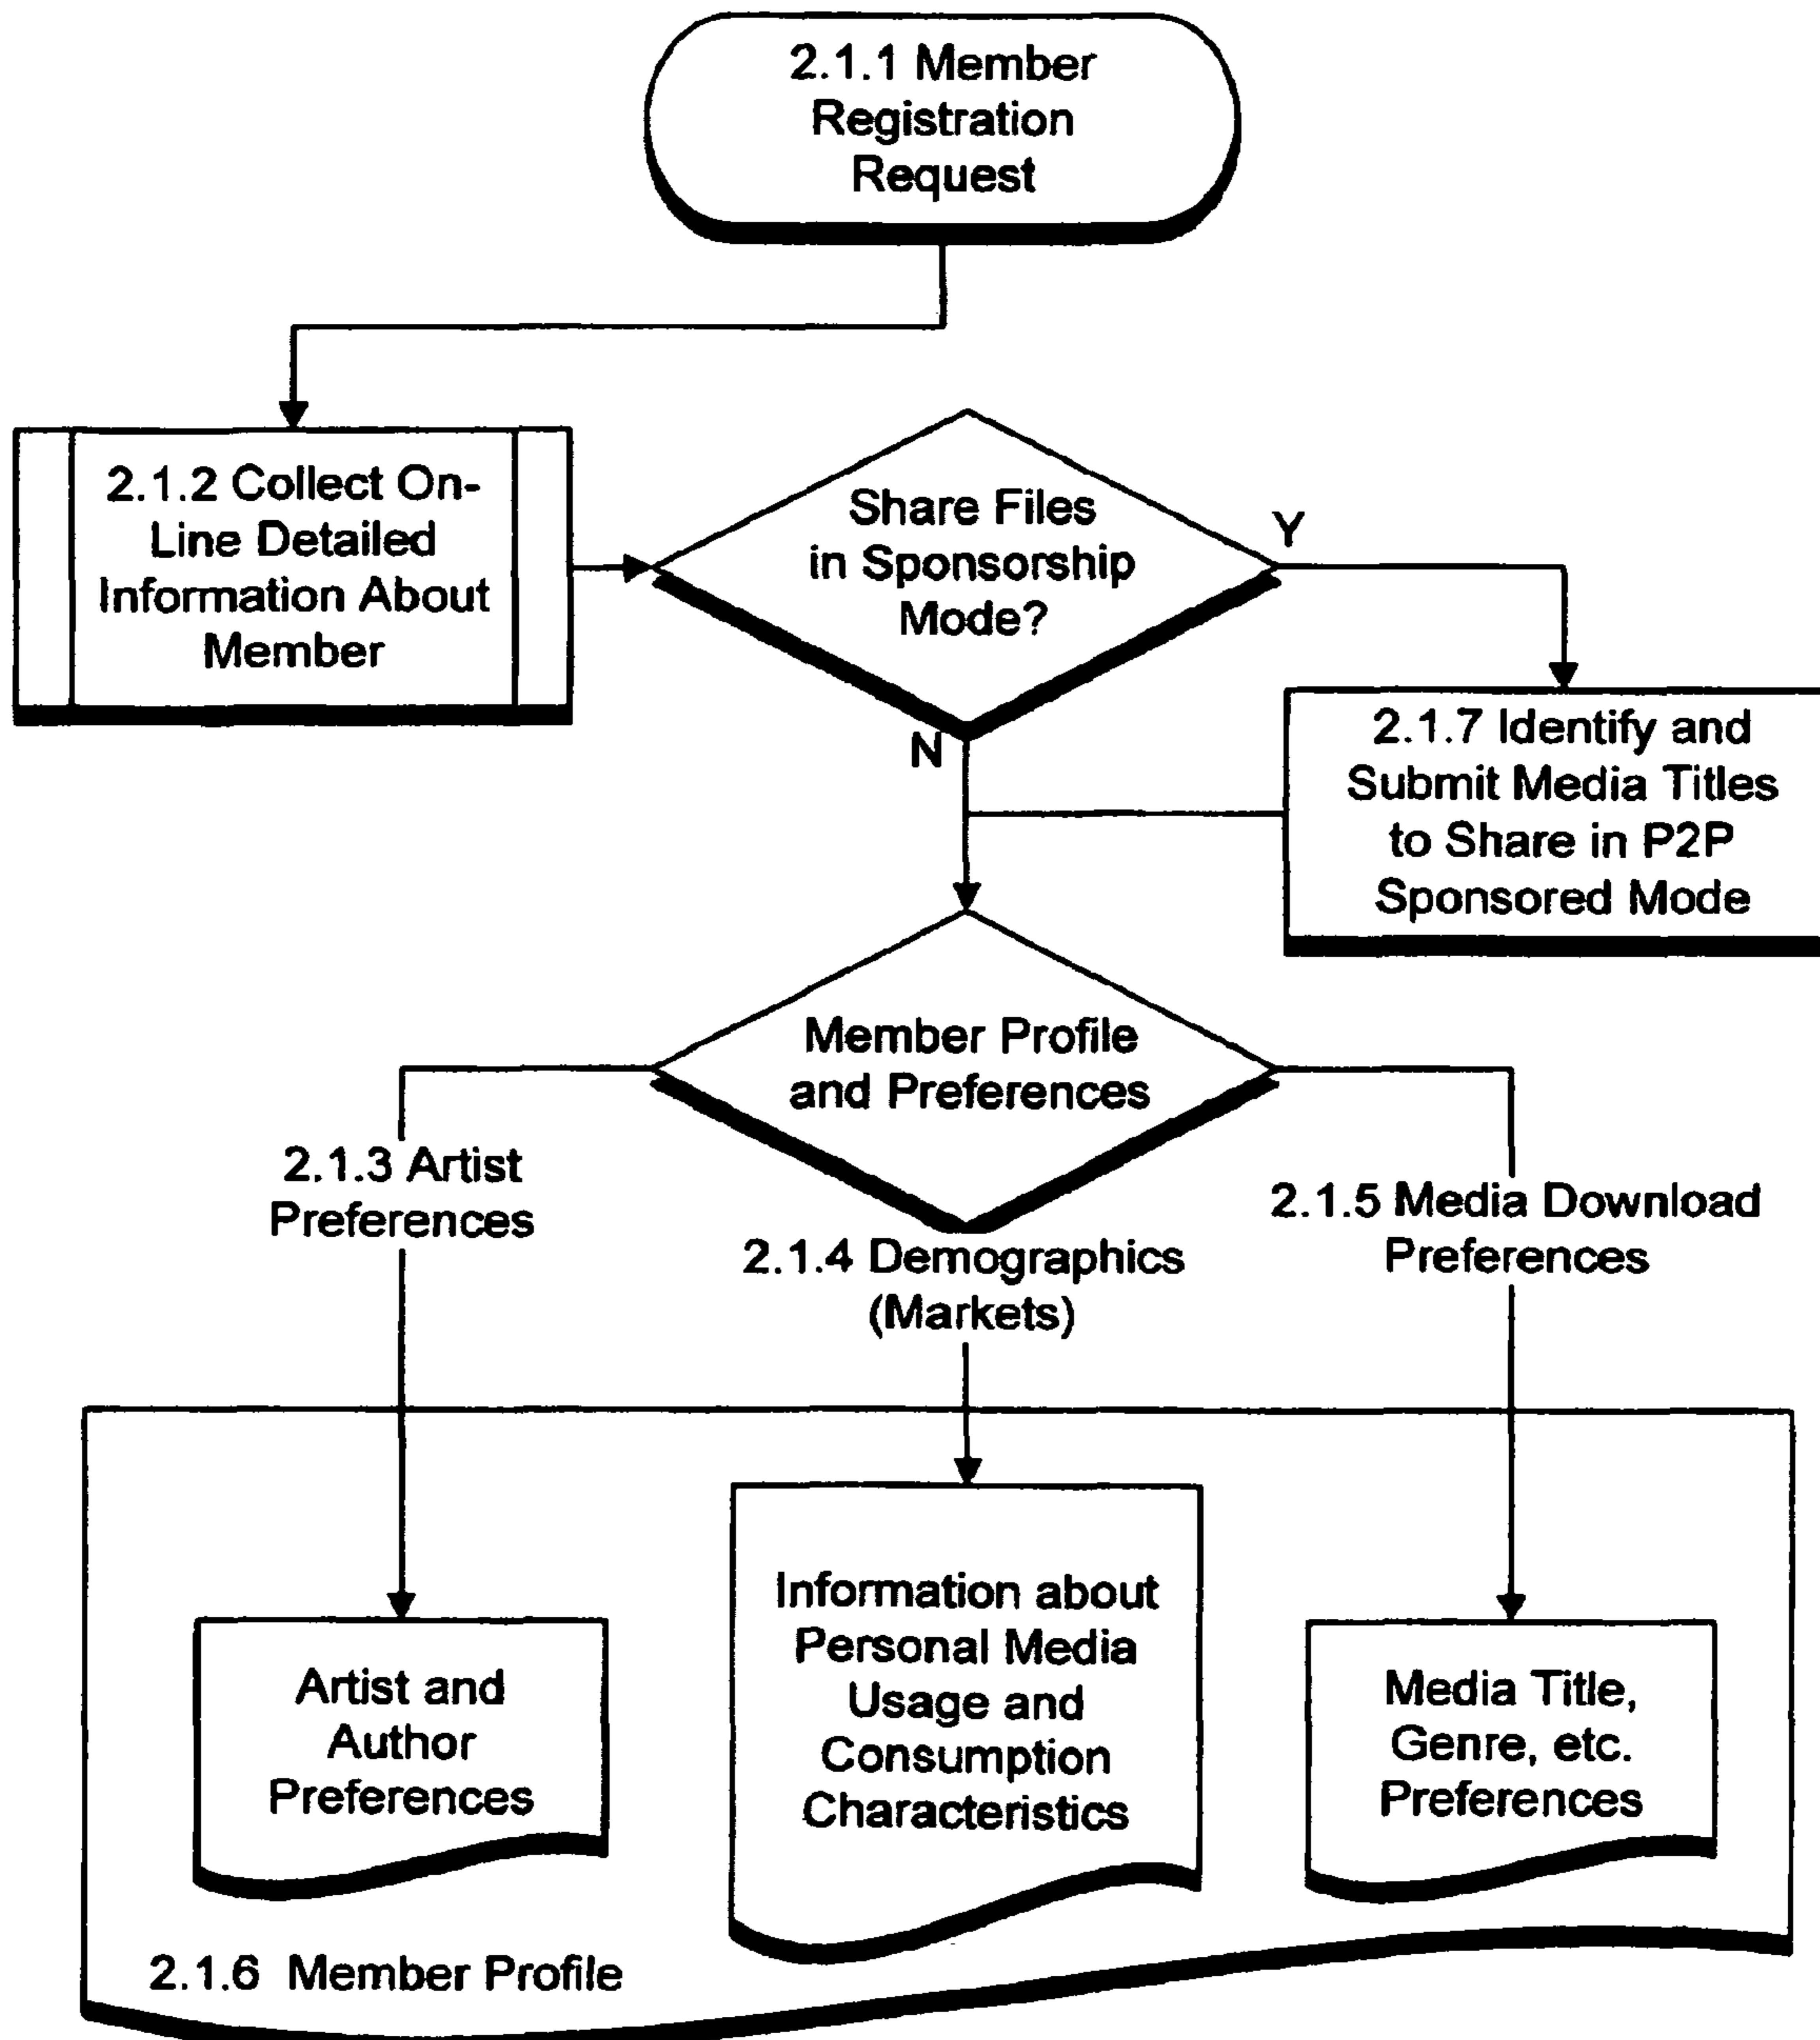 2.1.1 Member
Registration
Request
2.1.2 Collect On-
Line Detailed
Information About
Member
Share Files
in Sponsorship
Mode?
Y
N
2.1.7 Identify and
Submit Media Titles
to Share in P2P
Sponsored Mode
Member Profile
and Preferences
2.1.3 Artist
Preferences
2.1.4 Demographics
(Markets)
2.1.5 Media Download
Preferences
Artist and
Author
Preferences
Information about
Personal Media
Usage and
Consumption
Characteristics
Media Title,
Genre, etc.
Preferences
2.1.6 Member Profile